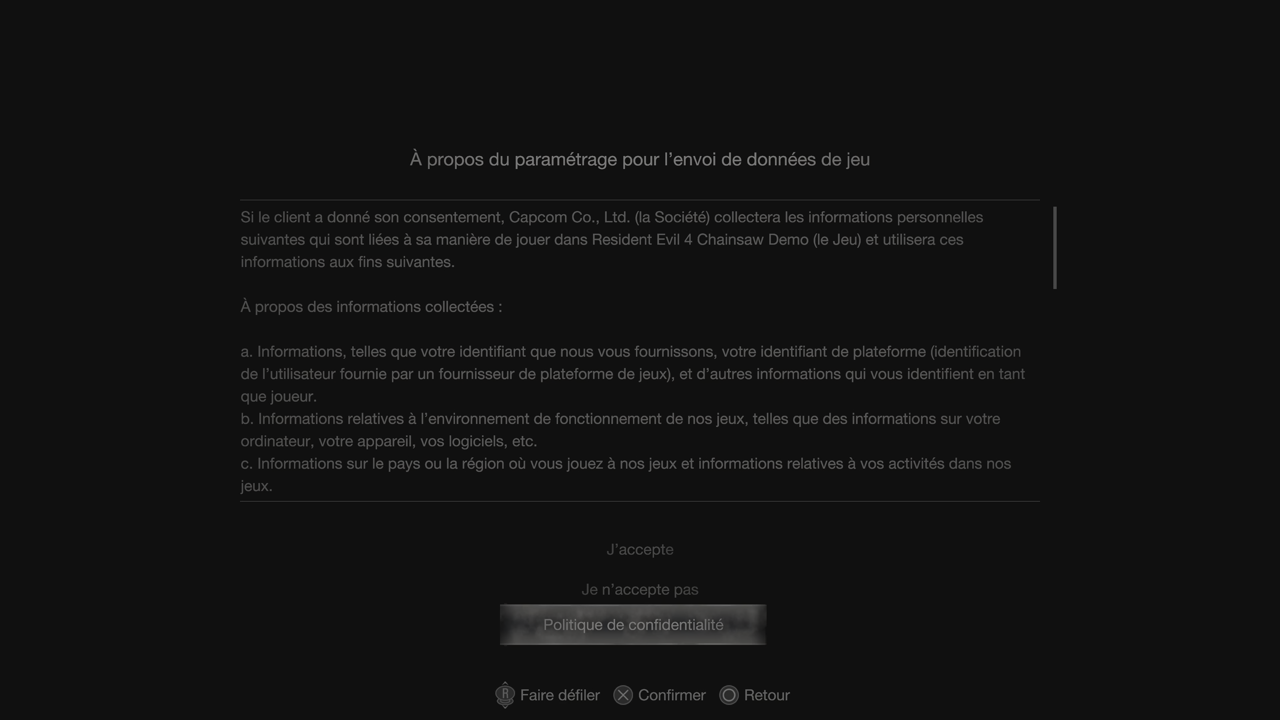 À propos du paramétrage pour l'envoi de données de jeu
Si le client a donné son consentement, Capcom Co., Ltd. (la Société) collectera les informations personnelles
suivantes qui sont liées à sa manière de jouer dans Resident Evil 4 Chainsaw Demo (le Jeu) et utilisera ces
informations aux fins suivantes.
À propos des informations collectées :
a. Informations, telles que votre identifiant que nous vous fournissons, votre identifiant de plateforme (identification
de l'utilisateur fournie par un fournisseur de plateforme de jeux), et d'autres informations qui vous identifient en tant
que joueur.
b. Informations relatives à l'environnement de fonctionnement de nos jeux, telles que des informations sur votre
ordinateur, votre appareil, vos logiciels, etc.
c. Informations sur le pays ou la région où vous jouez à nos jeux et informations relatives à vos activités dans nos
jeux.
J'accepte
Je n'accepte pas
Politique de confidentialité
R Faire défiler Confirmer Retour